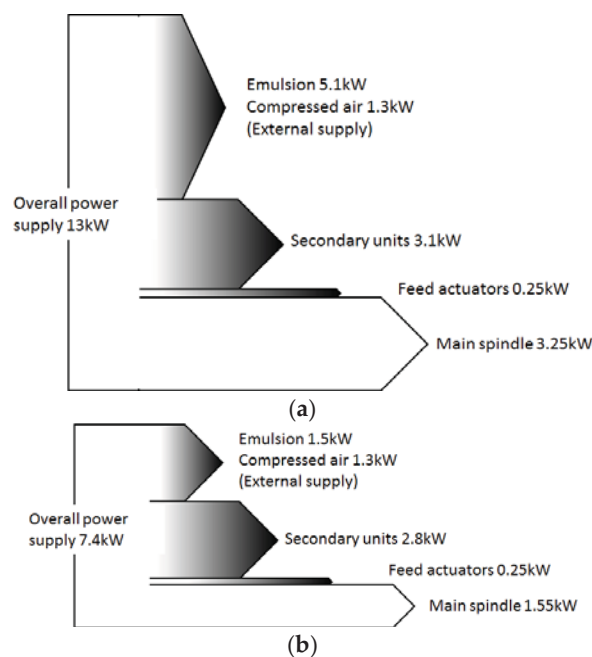 Emulsion 5.1kW
Compressed air 1.3kW
(External supply)
Overall power
supply 13kW
Secondary units 3.1kW
Feed actuators 0.25kW
Main spindle 3.25kW
(a)
Emulsion 1.5kW
Compressed air 1.3kW
(External supply)
Overall power
supply 7.4kW
Secondary units 2.8kW
Feed actuators 0.25kW
Main spindle 1.55kW
(b)